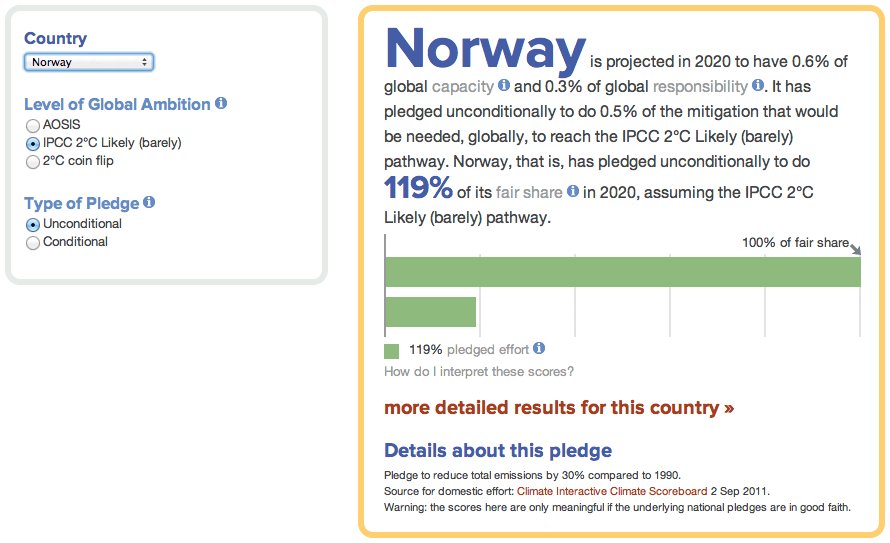 Country
Norway
Level of Global Ambition
AOSIS
IPCC 2°C Likely (barely)
2°C coin flip
Type of Pledge
Unconditional
Conditional
Norway is projected in 2020 to have 0.6% of
global capacity and 0.3% of global responsibility. It has
pledged unconditionally to do 0.5% of the mitigation that would
be needed, globally, to reach the IPCC 2°C Likely (barely)
pathway. Norway, that is, has pledged unconditionally to do
119% of its fair share in 2020, assuming the IPCC 2°C
Likely (barely) pathway.
100% of fair share
119% pledged effort
How do I interpret these scores?
more detailed results for this country »
Details about this pledge
Pledge to reduce total emissions by 30% compared to 1990.
Source for domestic effort: Climate Interactive Climate Scoreboard 2 Sep 2011.
Warning: the scores here are only meaningful if the underlying national pledges are in good faith.